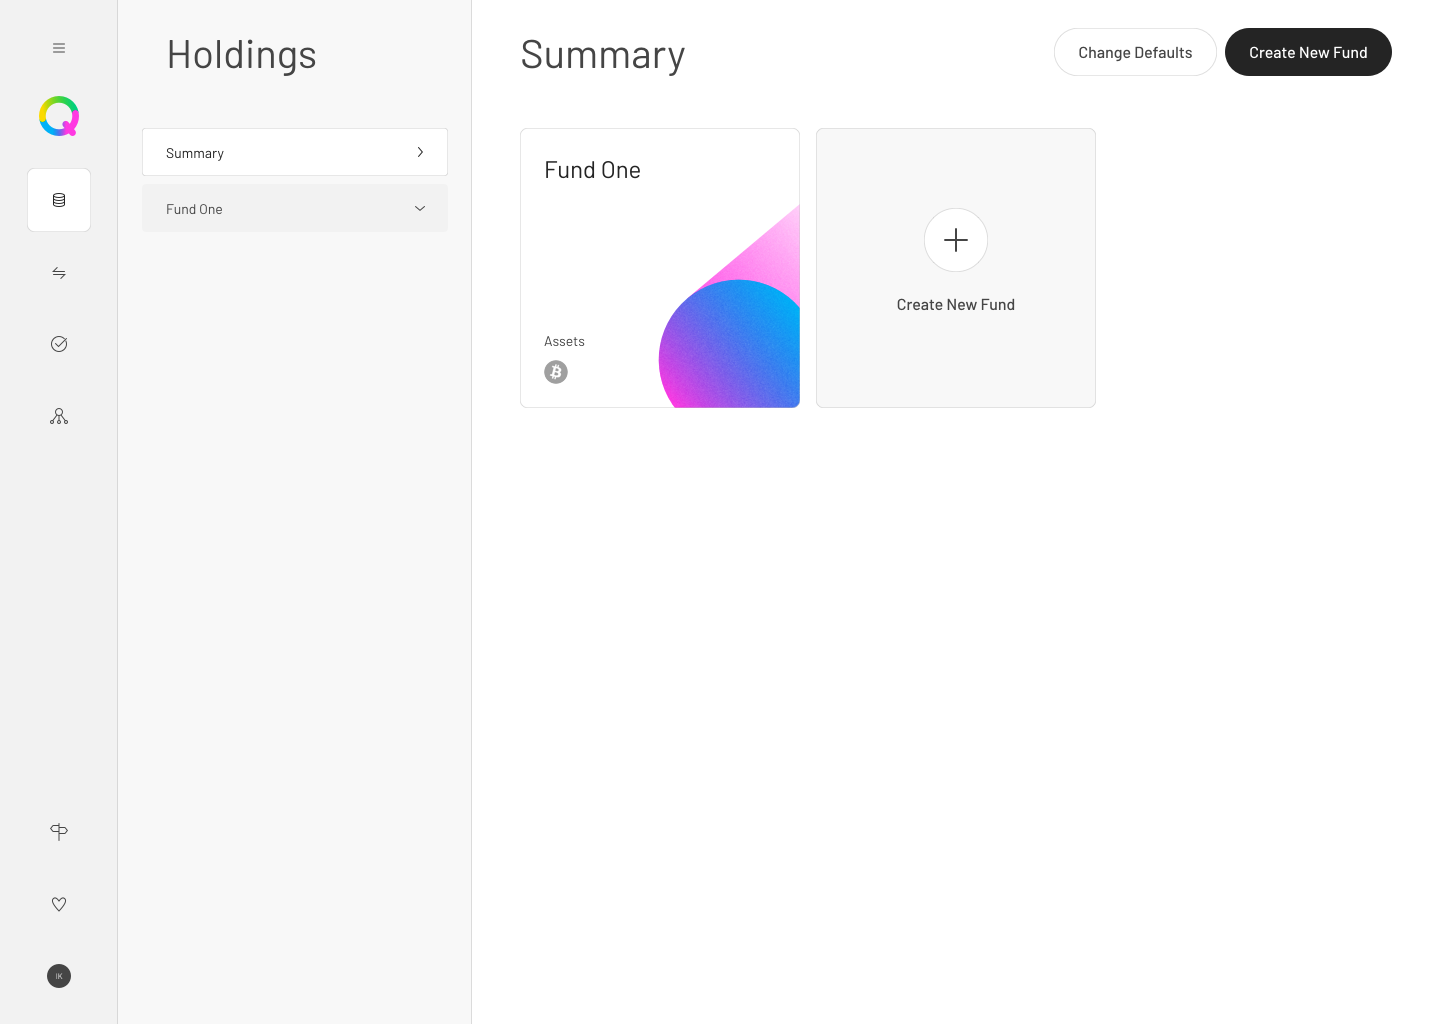 Holdings
Summary
Fund One
IK
Summary
Change Defaults
Create New Fund
Fund One
Assets
Create New Fund